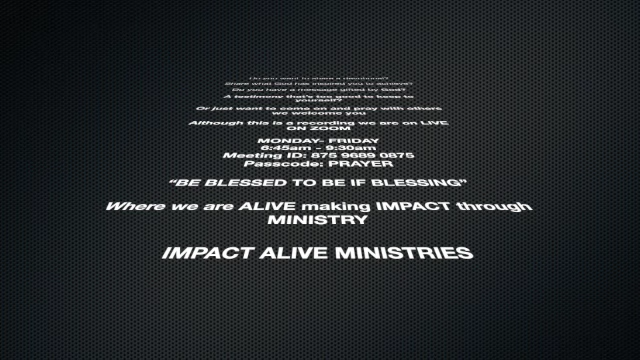 Do you want to share a devotional?
Share what God has inspired you to achieve?
Do you have a message gifted by God?
A testimony that's too good to keep to
yourself?
Or just want to come on and pray with others
we welcome you
Although this is a recording we are on LIVE
ON ZOOM
MONDAY- FRIDAY
6:45am - 9:30am
Meeting ID: 875 9689 0875
Passcode: PRAYER
“BE BLESSED TO BE IF BLESSING”
Where we are ALIVE making IMPACT through
MINISTRY
IMPACT ALIVE MINISTRIES